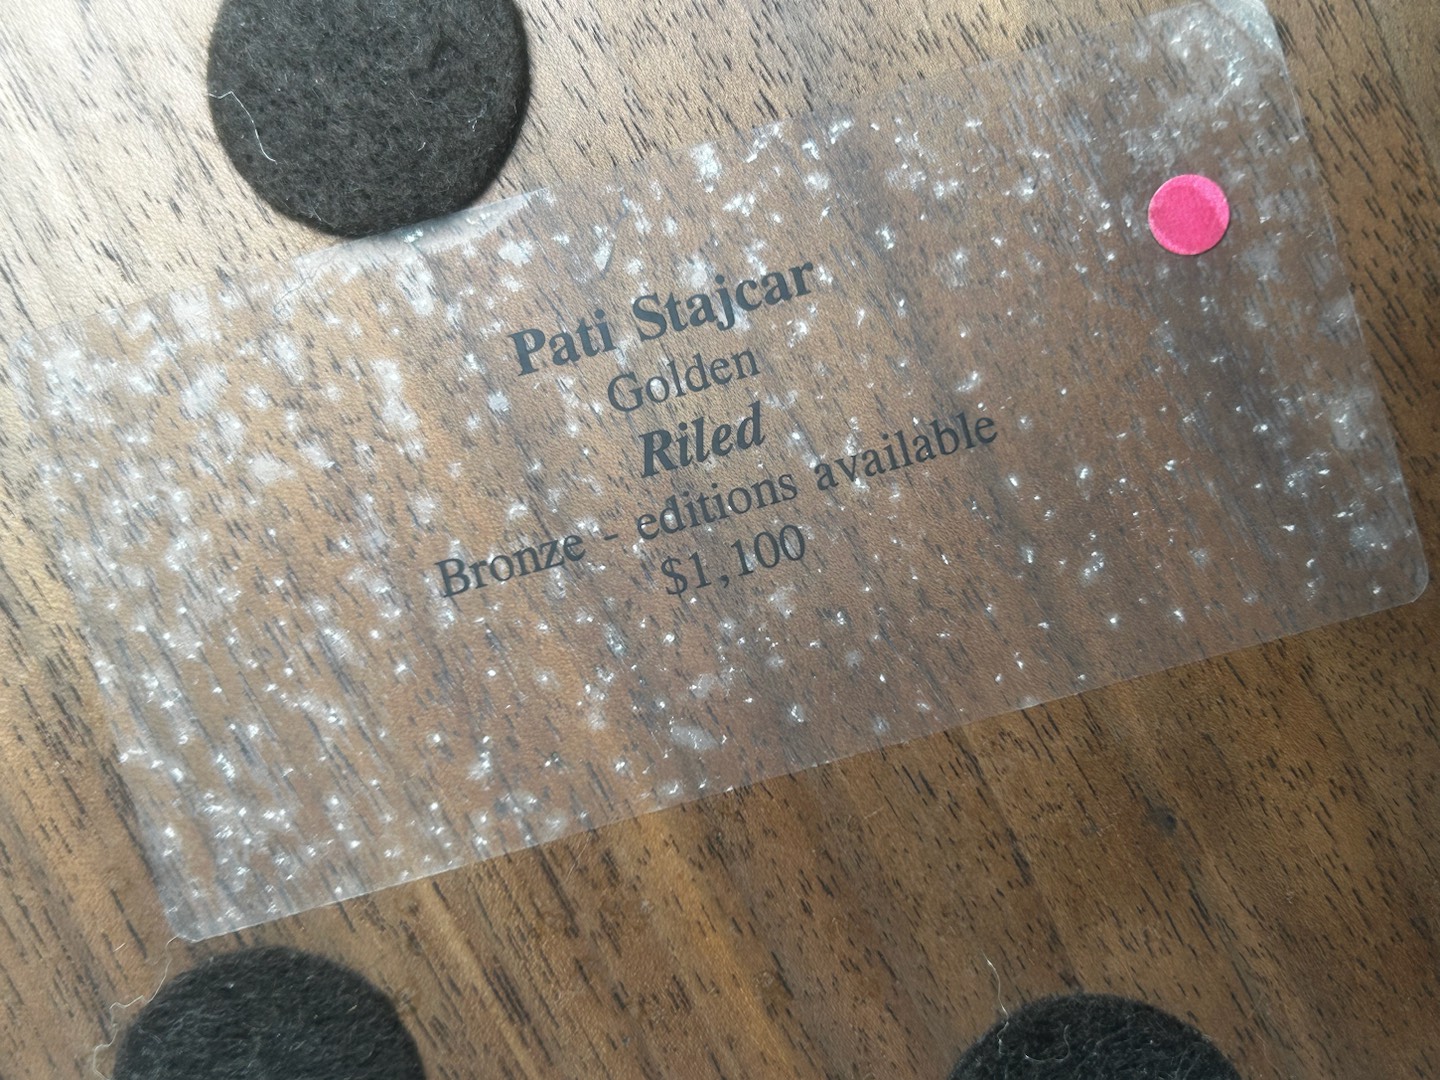 Pati Stajcar
Golden
Riled
Bronze - editions available
$1,100